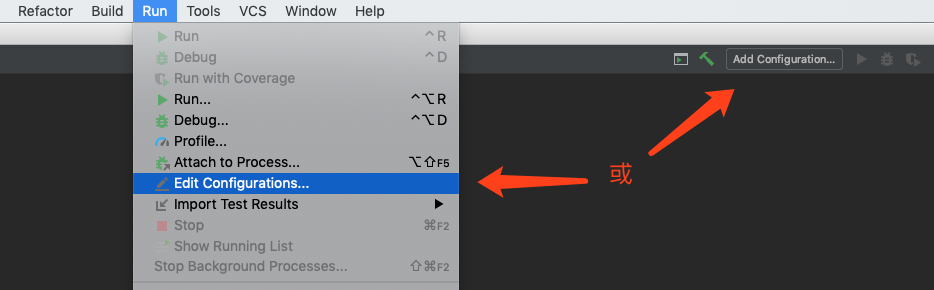 Refactor Build Run Tools VCS Window Help
Run ⌃R
Debug ⌃D
Run with Coverage
Add Configuration...
Run... ⌃⌥R
Debug... ⌃⌥D
Profile...
Attach to Process... ⌥⇧F5
或
Edit Configurations...
Import Test Results
Stop ⌘F2
Show Running List
Stop Background Processes... ⇧⌘F2